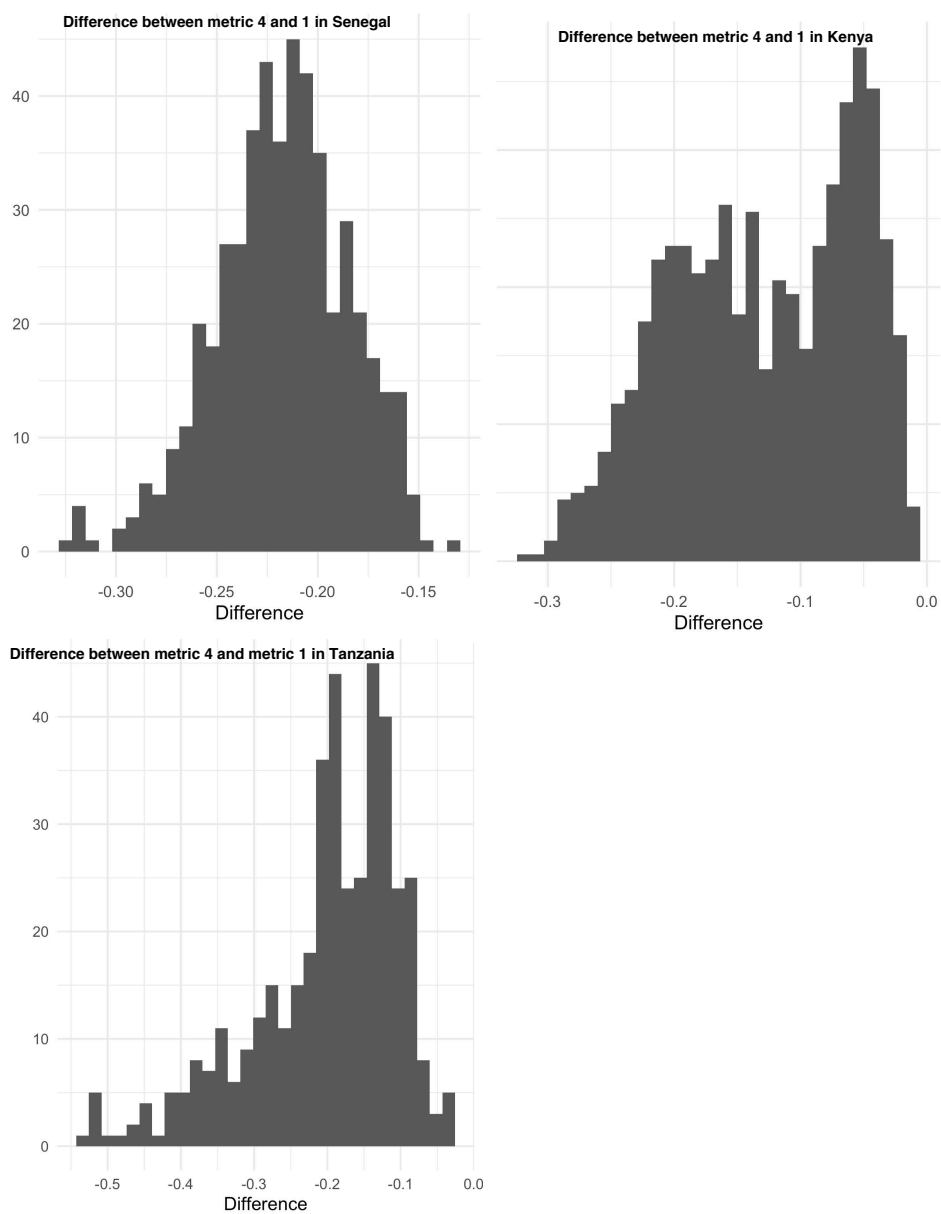 Difference between metric 4 and 1 in Senegal
40
30
20
10
0
-0.30 -0.25 -0.20 -0.15
Difference
Difference between metric 4 and 1 in Kenya
-0.3 -0.2 -0.1 0.0
Difference
Difference between metric 4 and metric 1 in Tanzania
40
30
20
10
0
-0.5 -0.4 -0.3 -0.2 -0.1 0.0
Difference